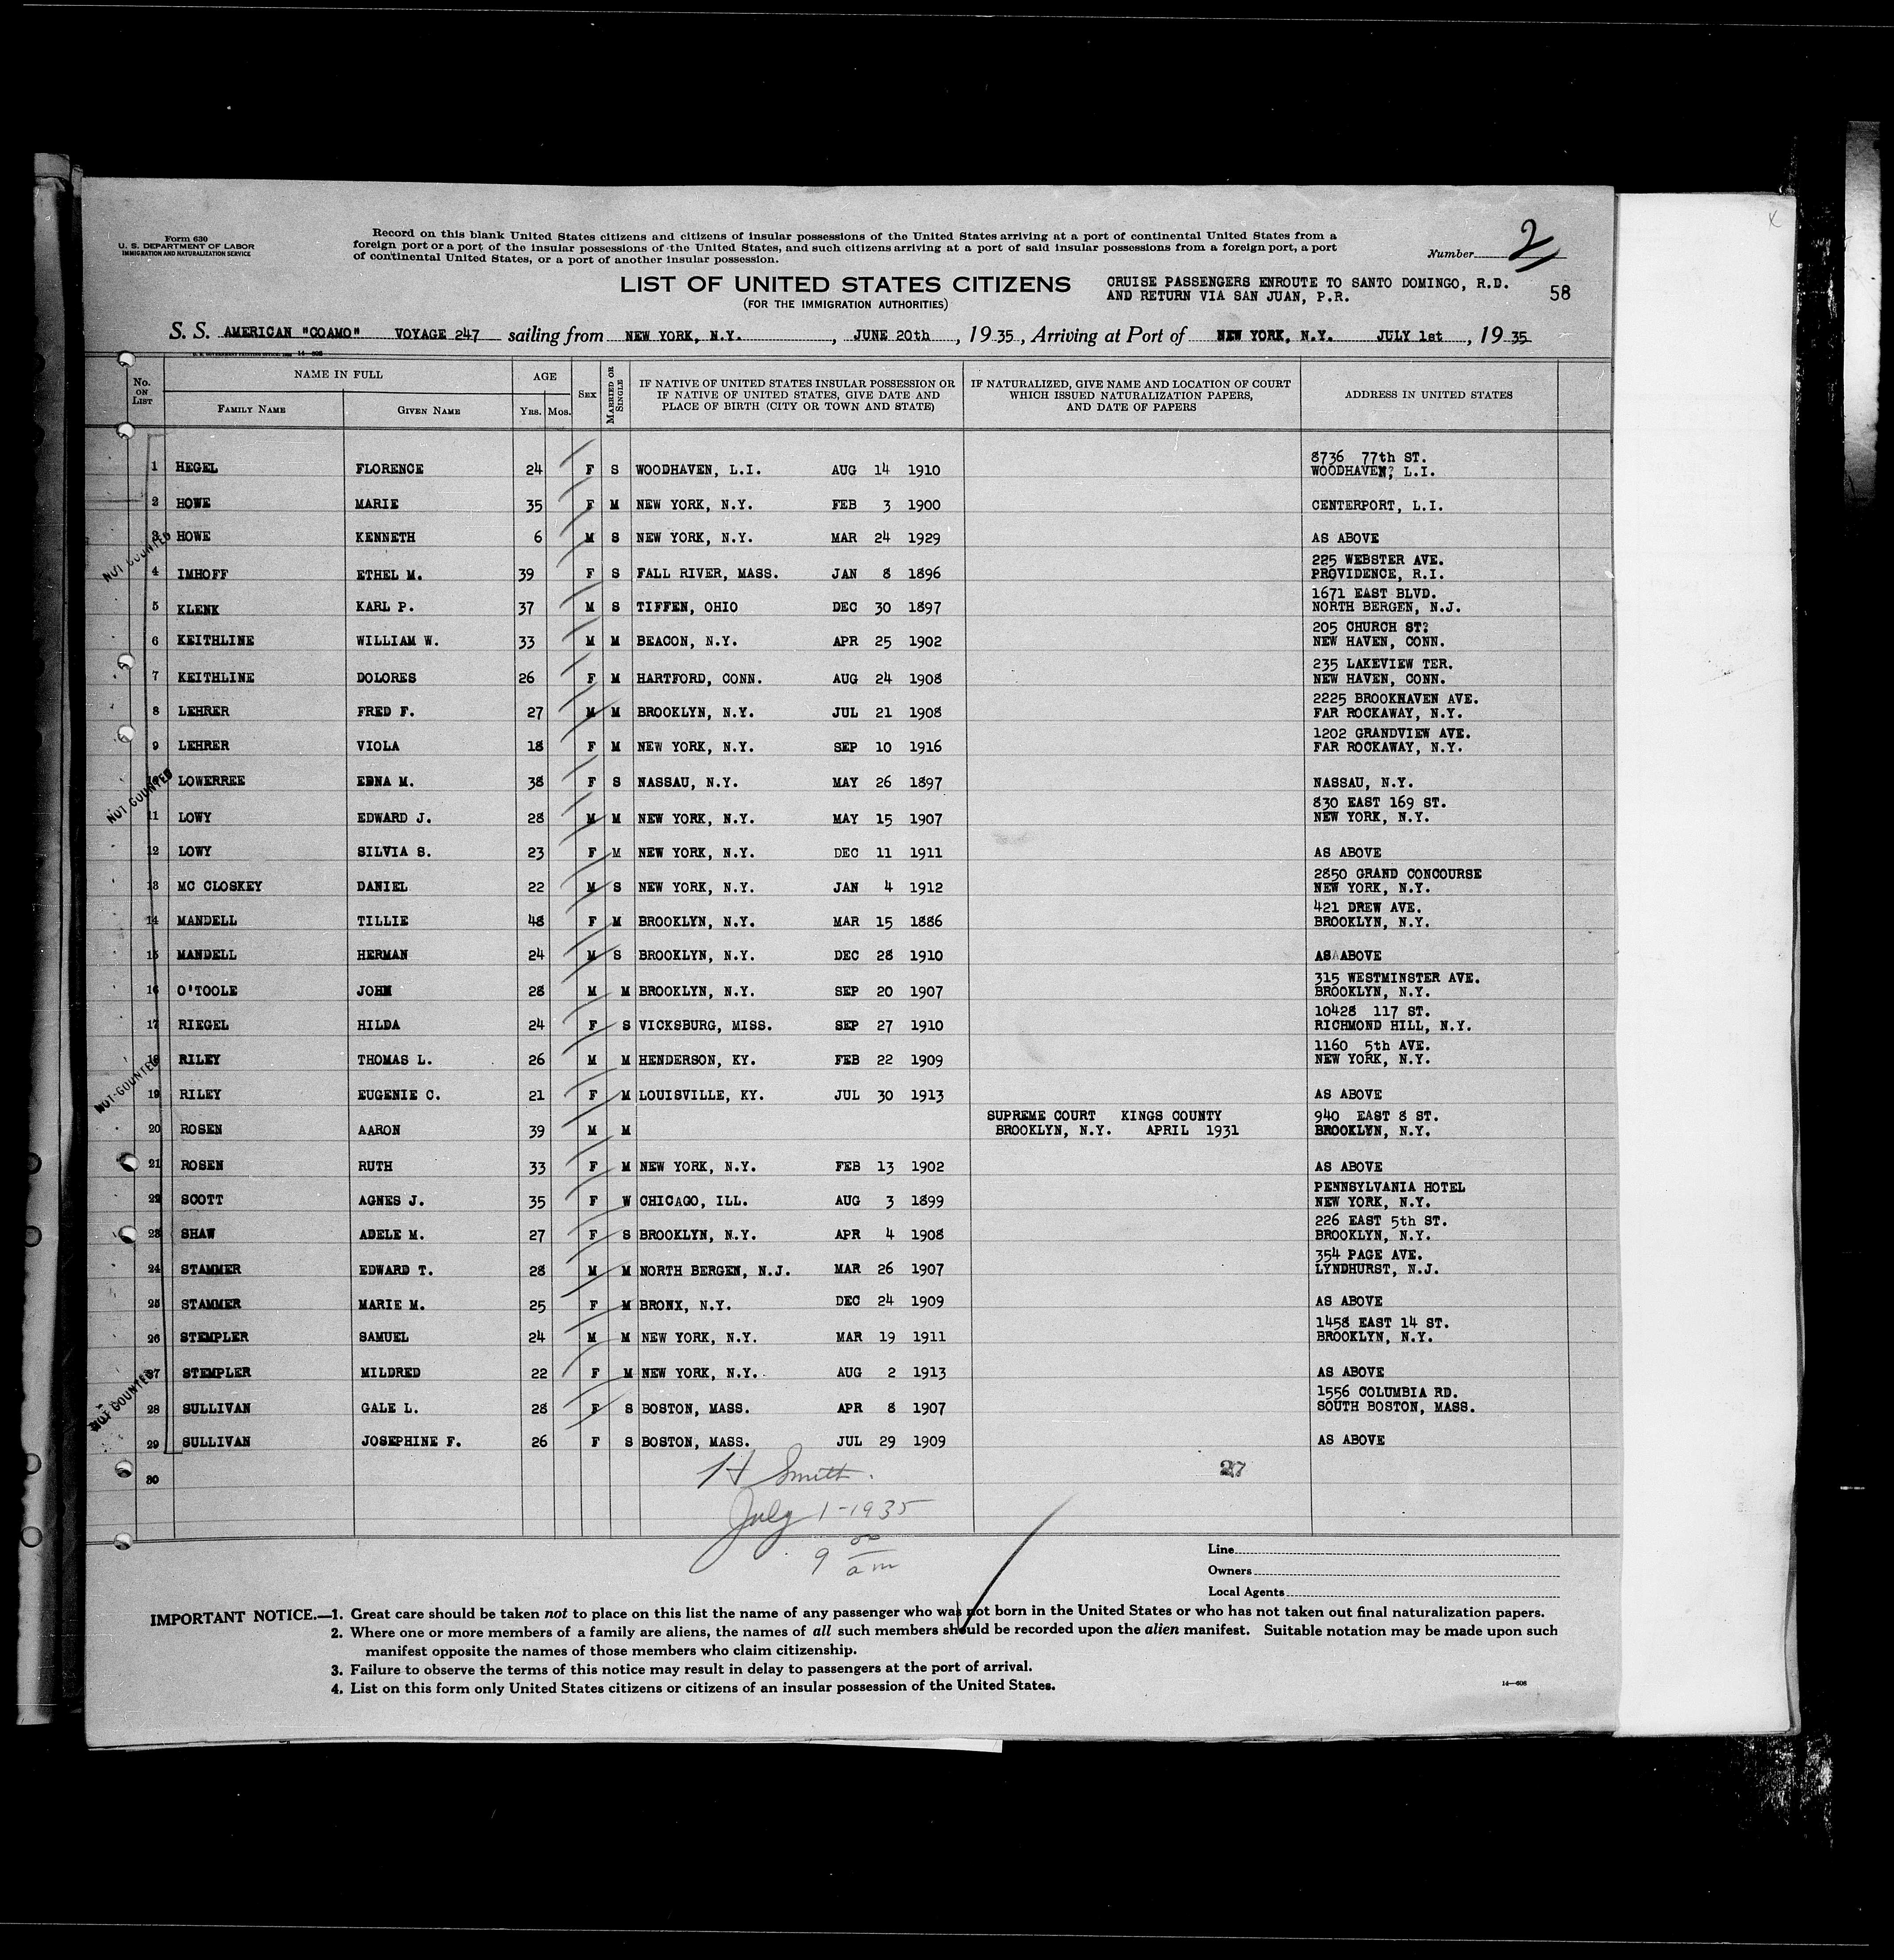 Form 630
U. S. DEPARTMENT OF LABOR
IMMIGRATION AND NATURALIZATION SERVICE
Record on this blank United States citizens and citizens of insular possessions of the United States arriving at a port of continental United States from a
foreign port or a port of the insular possessions of the United States, and such citizens arriving at a port of said insular possessions from a foreign port, a port
of continental United States, or a port of another insular possession.
Number 2
LIST OF UNITED STATES CITIZENS
(FOR THE IMMIGRATION AUTHORITIES)
CRUISE PASSENGERS ENROUTE TO SANTO DOMINGO, R.D.
AND RETURN VIA SAN JUAN, P.R.
58
S. S. AMERICAN "COAMO" VOYAGE 247 sailing from NEW YORK, N.Y. , JUNE 20th , 19 35, Arriving at Port of NEW YORK, N.Y. JULY 1st , 19 35
14—608
No. ON LIST
NAME IN FULL
FAMILY NAME
GIVEN NAME
AGE
Yrs. Mos.
SEX
MARRIED OR SINGLE
IF NATIVE OF UNITED STATES INSULAR POSSESSION OR
IF NATIVE OF UNITED STATES, GIVE DATE AND
PLACE OF BIRTH (CITY OR TOWN AND STATE)
IF NATURALIZED, GIVE NAME AND LOCATION OF COURT
WHICH ISSUED NATURALIZATION PAPERS,
AND DATE OF PAPERS
ADDRESS IN UNITED STATES
8736 77th ST.
1 HEGEL FLORENCE 24 F S WOODHAVEN, L.I. AUG 14 1910 WOODHAVEN? L.I.
2 HOWE MARIE 35 F M NEW YORK, N.Y. FEB 3 1900 CENTERPORT, L.I.
3 HOWE KENNETH 6 M S NEW YORK, N.Y. MAR 24 1929 AS ABOVE
NOT COUNTED
225 WEBSTER AVE.
4 IMHOFF ETHEL M. 39 F S FALL RIVER, MASS. JAN 8 1896 PROVIDENCE, R.I.
1671 EAST BLVD.
5 KLENK KARL P. 37 M S TIFFEN, OHIO DEC 30 1897 NORTH BERGEN, N.J.
205 CHURCH ST?
6 KEITHLINE WILLIAM W. 33 M M BEACON, N.Y. APR 25 1902 NEW HAVEN, CONN.
235 LAKEVIEW TER.
7 KEITHLINE DOLORES 26 F M HARTFORD, CONN. AUG 24 1908 NEW HAVEN, CONN.
2225 BROOKHAVEN AVE.
8 LEHRER FRED F. 27 M M BROOKLYN, N.Y. JUL 21 1908 FAR ROCKAWAY, N.Y.
1202 GRANDVIEW AVE.
9 LEHRER VIOLA 18 F M NEW YORK, N.Y. SEP 10 1916 FAR ROCKAWAY, N.Y.
10 LOWERREE EDNA M. 38 F S NASSAU, N.Y. MAY 26 1897 NASSAU, N.Y.
NOT COUNTED
830 EAST 169 ST.
11 LOWY EDWARD J. 28 M M NEW YORK, N.Y. MAY 15 1907 NEW YORK, N.Y.
12 LOWY SILVIA S. 23 F M NEW YORK, N.Y. DEC 11 1911 AS ABOVE
2850 GRAND CONCOURSE
13 MC CLOSKEY DANIEL 22 M S NEW YORK, N.Y. JAN 4 1912 NEW YORK, N.Y.
421 DREW AVE.
14 MANDELL TILLIE 48 F M BROOKLYN, N.Y. MAR 15 1886 BROOKLYN, N.Y.
15 MANDELL HERMAN 24 M S BROOKLYN, N.Y. DEC 28 1910 AS ABOVE
315 WESTMINSTER AVE.
16 O'TOOLE JOHN 28 M M BROOKLYN, N.Y. SEP 20 1907 BROOKLYN, N.Y.
10428 117 ST.
17 RIEGEL HILDA 24 F S VICKSBURG, MISS. SEP 27 1910 RICHMOND HILL, N.Y.
1160 5th AVE.
18 RILEY THOMAS L. 26 M M HENDERSON, KY. FEB 22 1909 NEW YORK, N.Y.
NOT COUNTED
19 RILEY EUGENIE C. 21 F M LOUISVILLE, KY. JUL 30 1913 AS ABOVE
SUPREME COURT KINGS COUNTY 940 EAST 8 ST.
20 ROSEN AARON 39 M M BROOKLYN, N.Y. APRIL 1931 BROOKLYN, N.Y.
21 ROSEN RUTH 33 F M NEW YORK, N.Y. FEB 13 1902 AS ABOVE
PENNSYLVANIA HOTEL
22 SCOTT AGNES J. 35 F W CHICAGO, ILL. AUG 3 1899 NEW YORK, N.Y.
226 EAST 5th ST.
23 SHAW ADELE M. 27 F S BROOKLYN, N.Y. APR 4 1908 BROOKLYN, N.Y.
354 PAGE AVE.
24 STAMMER EDWARD T. 28 M M NORTH BERGEN, N.J. MAR 26 1907 LYNDHURST, N.J.
25 STAMMER MARIE M. 25 F M BRONX, N.Y. DEC 24 1909 AS ABOVE
1458 EAST 14 ST.
26 STEMPLER SAMUEL 24 M M NEW YORK, N.Y. MAR 19 1911 BROOKLYN, N.Y.
27 STEMPLER MILDRED 22 F M NEW YORK, N.Y. AUG 2 1913 AS ABOVE
NOT COUNTED
1556 COLUMBIA RD.
28 SULLIVAN GALE L. 28 F S BOSTON, MASS. APR 8 1907 SOUTH BOSTON, MASS.
29 SULLIVAN JOSEPHINE F. 26 F S BOSTON, MASS. JUL 29 1909 AS ABOVE
30
H Smith.
27
July 1-1935
9 00 am
Line
Owners
Local Agents
IMPORTANT NOTICE.—1. Great care should be taken not to place on this list the name of any passenger who was not born in the United States or who has not taken out final naturalization papers.
2. Where one or more members of a family are aliens, the names of all such members should be recorded upon the alien manifest. Suitable notation may be made upon such
manifest opposite the names of those members who claim citizenship.
3. Failure to observe the terms of this notice may result in delay to passengers at the port of arrival.
4. List on this form only United States citizens or citizens of an insular possession of the United States.
14—608